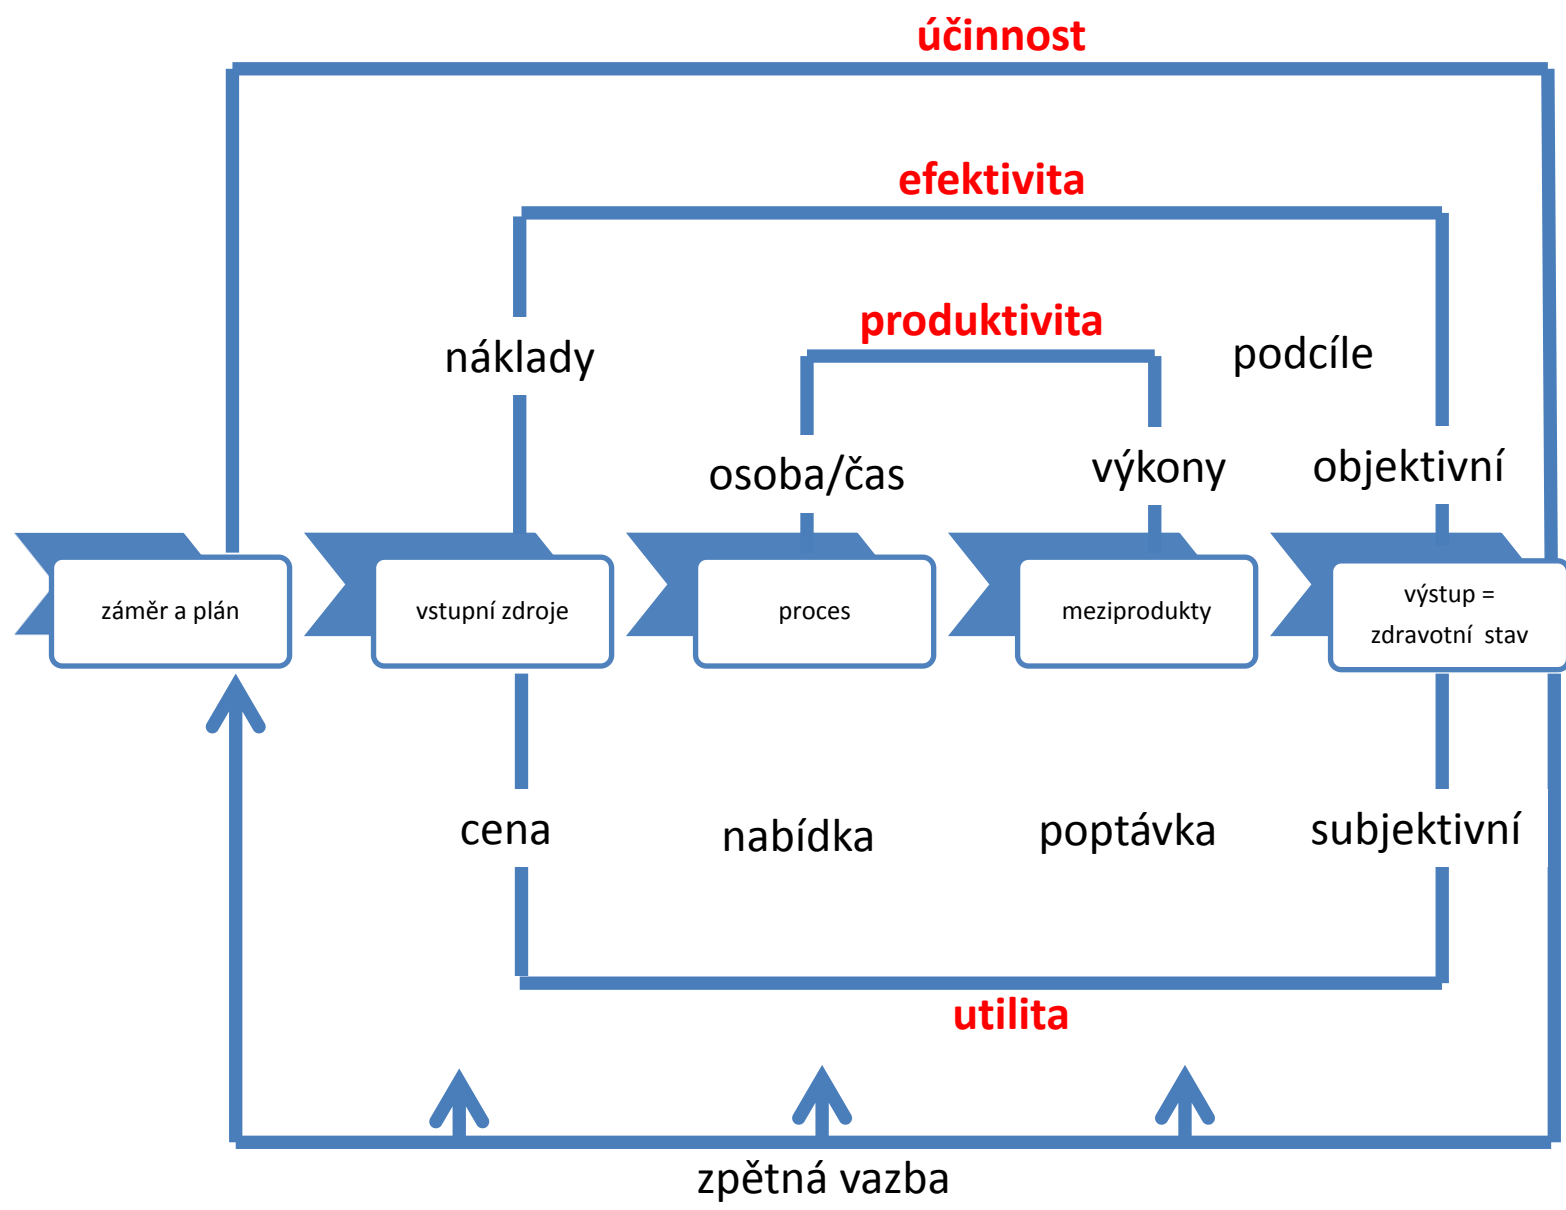 účinnost
efektivita
produktivita
náklady
podcíle
osoba/čas
výkony
objektivní
záměr a plán
vstupní zdroje
proces
meziprodukty
výstup =
zdravotní stav
cena
nabídka
poptávka
subjektivní
utilita
zpětná vazba